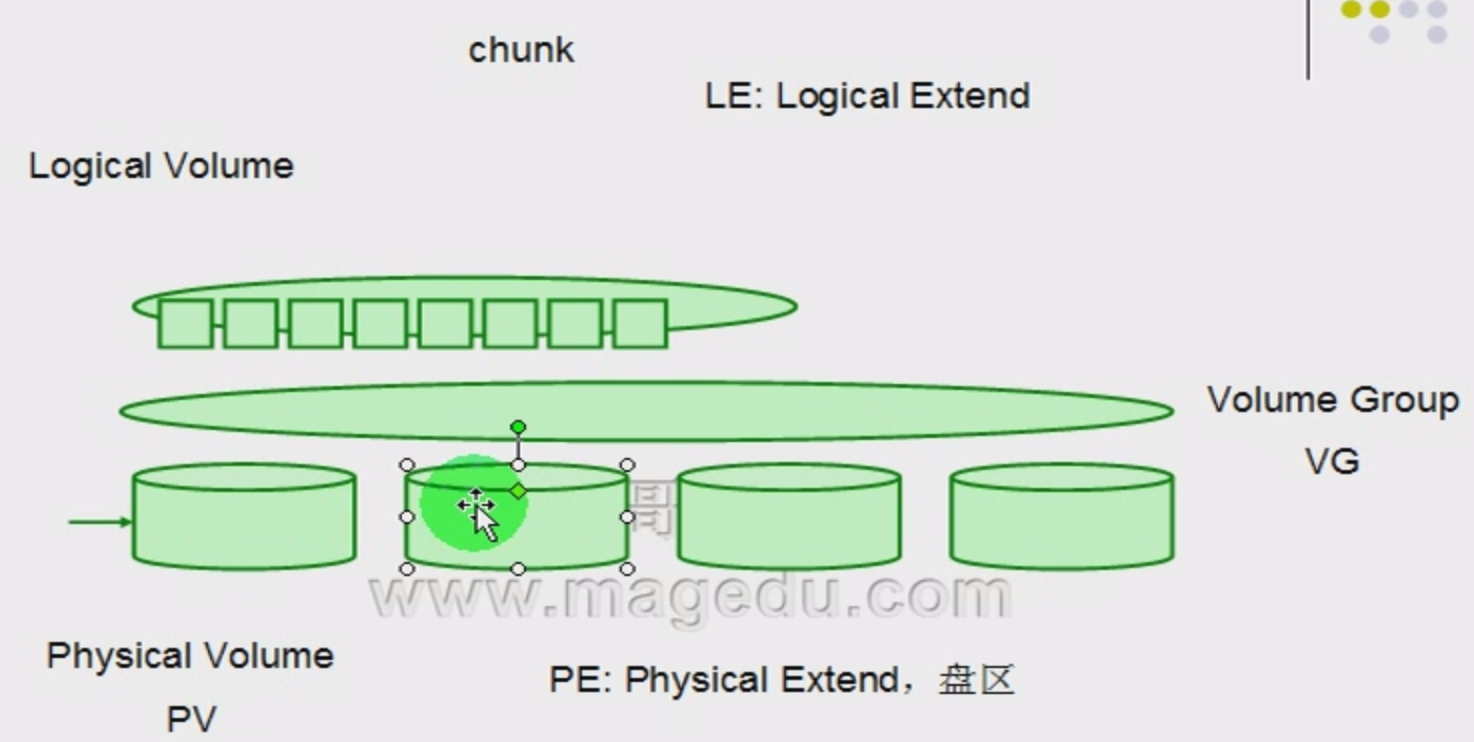 chunk
LE: Logical Extend
Logical Volume
Volume Group
VG
哥
www.magedu.com
Physical Volume
PE: Physical Extend，盘区
PV